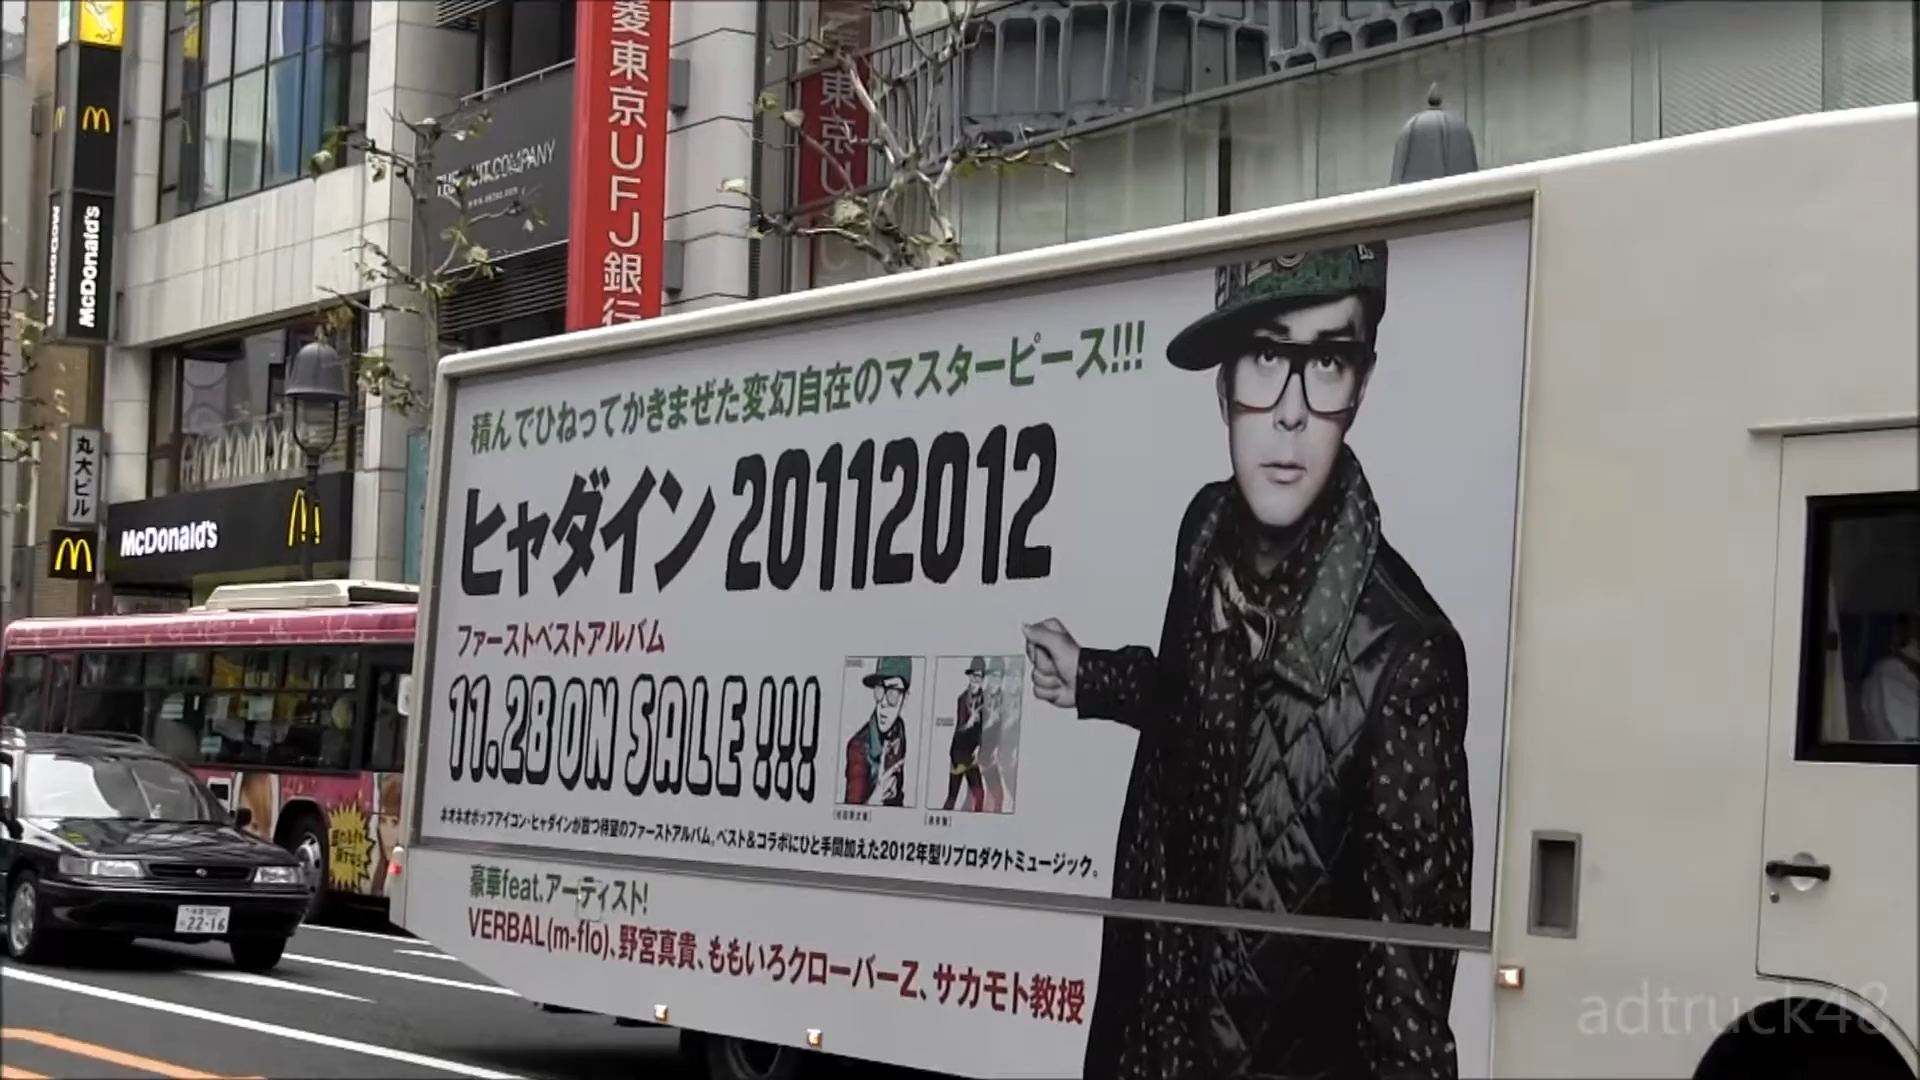 菱東京UFJ銀行
東京U
THE SUIT COMPANY
McDonald's
McDonald's
丸大ビル
McDonald's
積んでひねってかきまぜた変幻自在のマスターピース!!!
ヒャダイン 20112012
ファーストベストアルバム
11.28 ON SALE !!!
ネオネオポップアイコン・ヒャダインが放つ待望のファーストアルバム。ベスト&コラボにひと手間加えた2012年型リプロダクトミュージック。
豪華feat.アーティスト!
VERBAL(m-flo)、野宮真貴、ももいろクローバーZ、サカモト教授
22-16
adtruck48